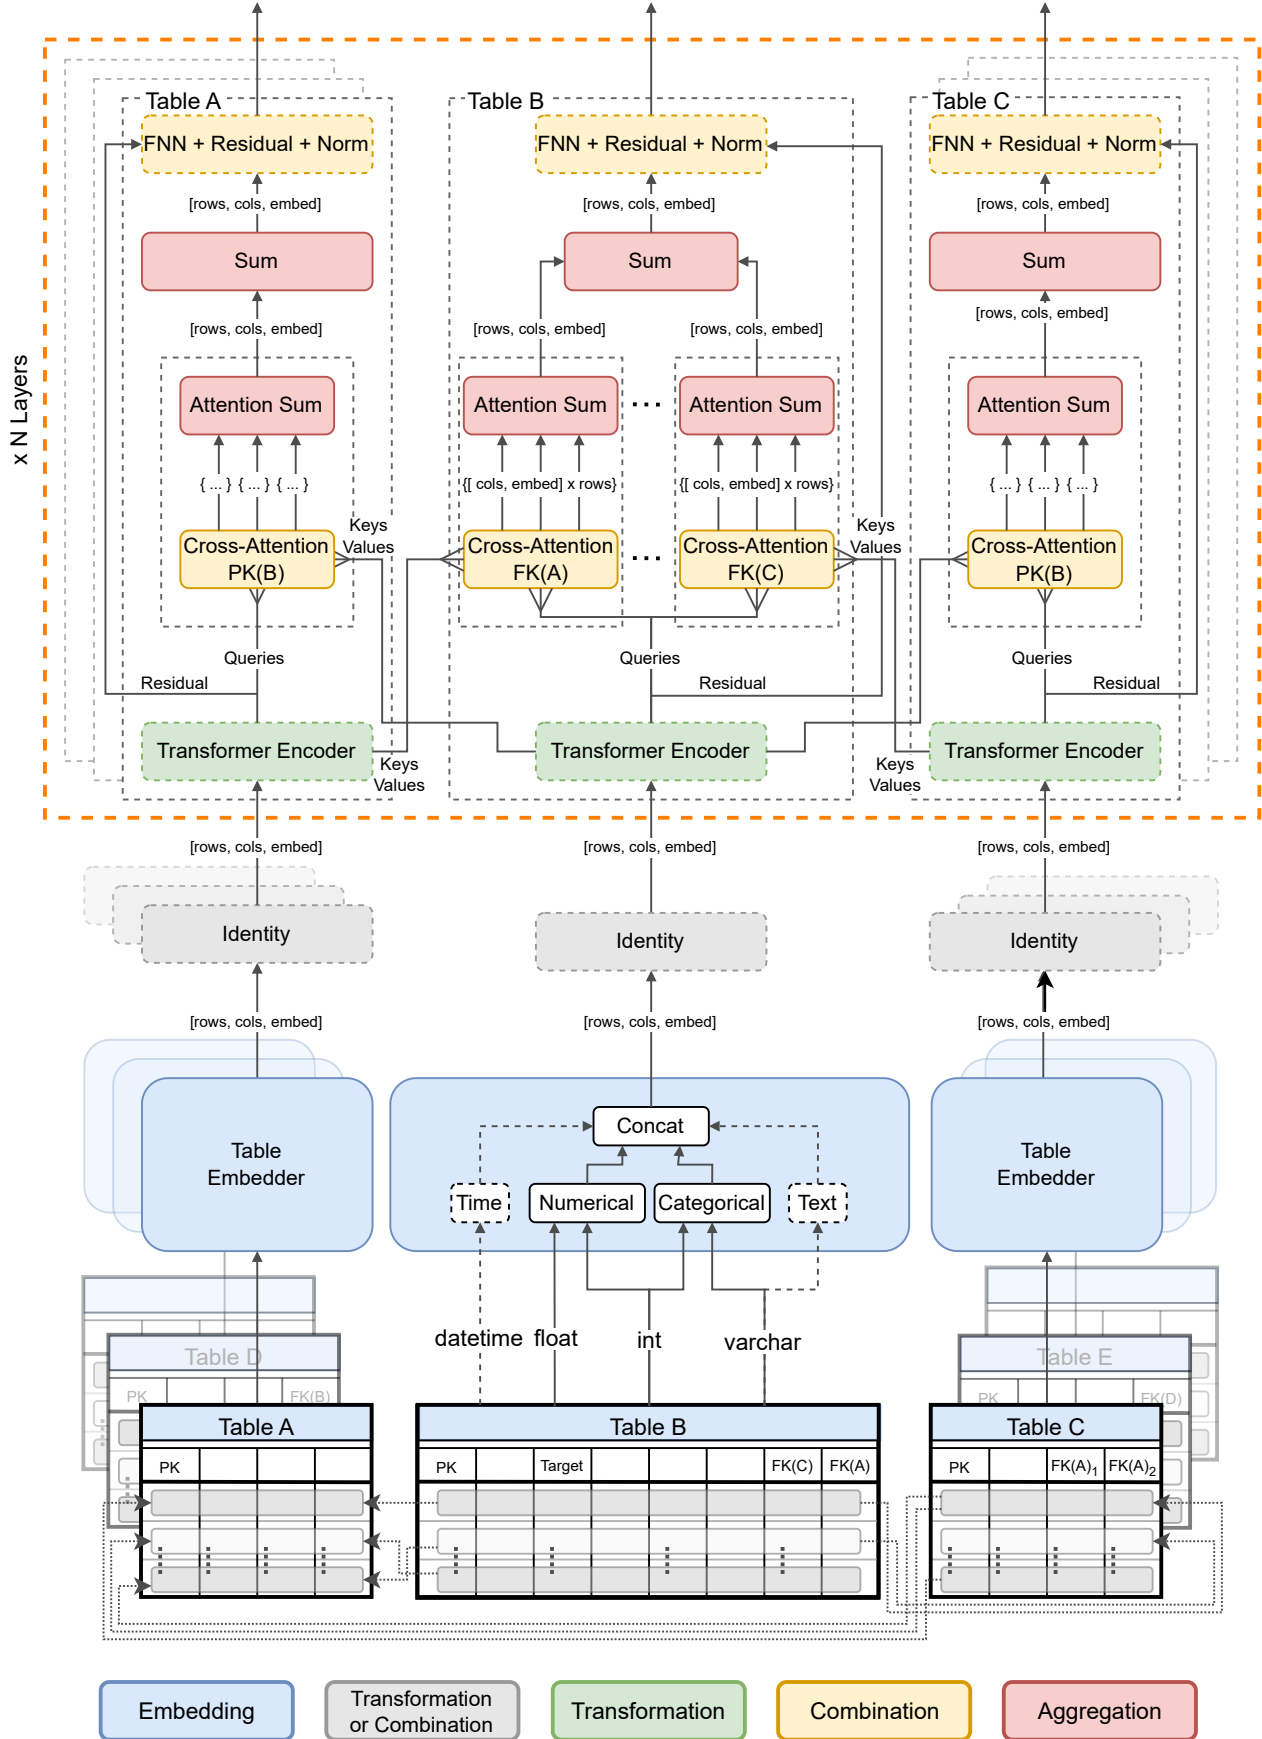 Table A
Table B
Table C
FNN + Residual + Norm
FNN + Residual + Norm
FNN + Residual + Norm
[rows, cols, embed]
[rows, cols, embed]
[rows, cols, embed]
Sum
Sum
Sum
[rows, cols, embed]
[rows, cols, embed]
[rows, cols, embed]
[rows, cols, embed]
x N Layers
Attention Sum
Attention Sum
...
Attention Sum
Attention Sum
{ ... } { ... } { ... }
{[ cols, embed] x rows}
{[ cols, embed] x rows}
{ ... } { ... } { ... }
Keys
Values
Keys
Values
Cross-Attention
PK(B)
Cross-Attention
FK(A)
...
Cross-Attention
FK(C)
Cross-Attention
PK(B)
Queries
Queries
Queries
Residual
Residual
Residual
Transformer Encoder
Transformer Encoder
Transformer Encoder
Keys
Values
Keys
Values
[rows, cols, embed]
[rows, cols, embed]
[rows, cols, embed]
Identity
Identity
Identity
[rows, cols, embed]
[rows, cols, embed]
[rows, cols, embed]
Table
Embedder
Concat
Time
Numerical
Categorical
Text
Table
Embedder
datetime
float
int
varchar
Table D
PK
FK(B)
Table E
PK
FK(D)
Table A
Table B
Table C
PK
PK
Target
FK(C)
FK(A)
PK
FK(A)1
FK(A)2
Embedding
Transformation
or Combination
Transformation
Combination
Aggregation